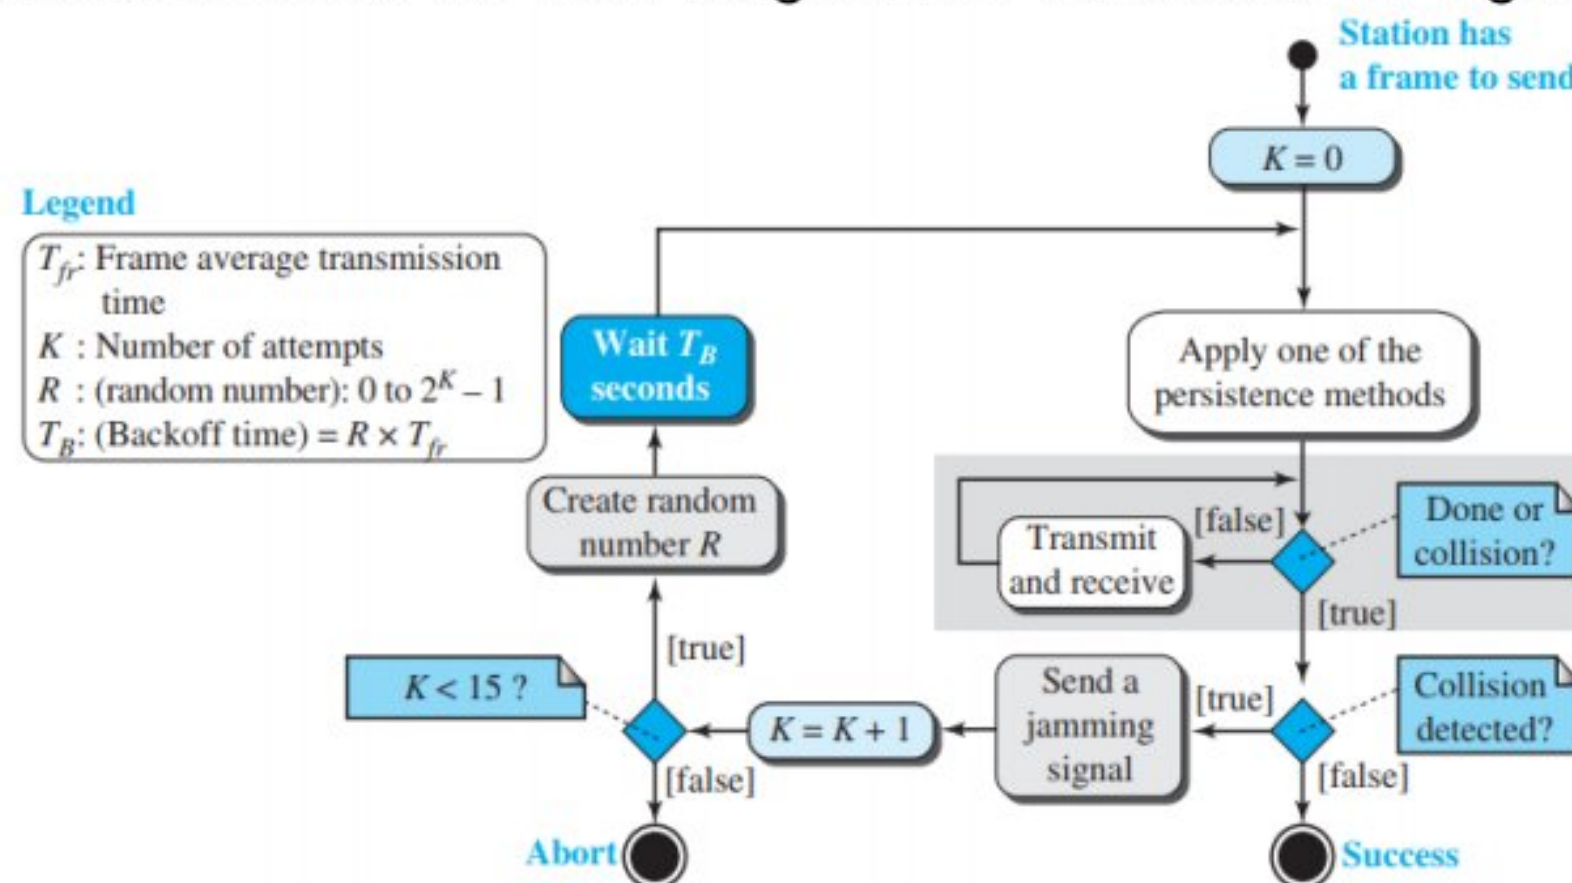 Station has
a frame to send
K = 0
Legend
T_fr: Frame average transmission
time
K : Number of attempts
R : (random number): 0 to 2^K – 1
T_B: (Backoff time) = R × T_fr
Wait T_B
seconds
Apply one of the
persistence methods
Create random
number R
[false]
Transmit
and receive
Done or
collision?
[true]
[true]
K < 15 ?
K = K + 1
Send a
jamming
signal
[true]
Collision
detected?
[false]
[false]
Abort
Success